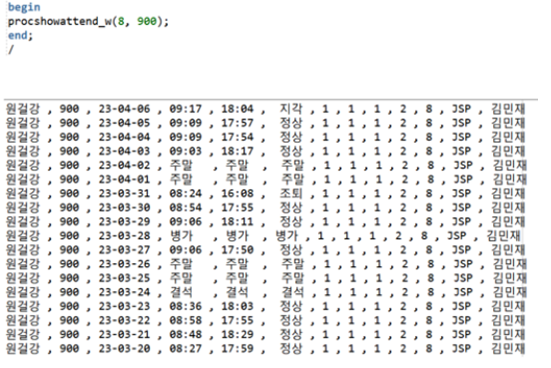 begin
procshowattend_w(8, 900);
end;
/
원걸강 , 900 , 23-04-06 , 09:17 , 18:04 , 지각 , 1 , 1 , 1 , 2 , 8 , JSP , 김민재
원걸강 , 900 , 23-04-05 , 09:09 , 17:57 , 정상 , 1 , 1 , 1 , 2 , 8 , JSP , 김민재
원걸강 , 900 , 23-04-04 , 09:09 , 17:54 , 정상 , 1 , 1 , 1 , 2 , 8 , JSP , 김민재
원걸강 , 900 , 23-04-03 , 09:03 , 18:17 , 정상 , 1 , 1 , 1 , 2 , 8 , JSP , 김민재
원걸강 , 900 , 23-04-02 , 주말 , 주말 , 주말 , 1 , 1 , 1 , 2 , 8 , JSP , 김민재
원걸강 , 900 , 23-04-01 , 주말 , 주말 , 주말 , 1 , 1 , 1 , 2 , 8 , JSP , 김민재
원걸강 , 900 , 23-03-31 , 08:24 , 16:08 , 조퇴 , 1 , 1 , 1 , 2 , 8 , JSP , 김민재
원걸강 , 900 , 23-03-30 , 08:54 , 17:55 , 정상 , 1 , 1 , 1 , 2 , 8 , JSP , 김민재
원걸강 , 900 , 23-03-29 , 09:06 , 18:11 , 정상 , 1 , 1 , 1 , 2 , 8 , JSP , 김민재
원걸강 , 900 , 23-03-28 , 병가 , 병가 병가 , 1 , 1 , 1 , 2 , 8 , JSP , 김민재
원걸강 , 900 , 23-03-27 , 09:06 , 17:50 , 정상 , 1 , 1 , 1 , 2 , 8 , JSP , 김민재
원걸강 , 900 , 23-03-26 , 주말 , 주말 , 주말 , 1 , 1 , 1 , 2 , 8 , JSP , 김민재
원걸강 , 900 , 23-03-25 , 주말 , 주말 , 주말 , 1 , 1 , 1 , 2 , 8 , JSP , 김민재
원걸강 , 900 , 23-03-24 , 결석 , 결석 , 결석 , 1 , 1 , 1 , 2 , 8 , JSP , 김민재
원걸강 , 900 , 23-03-23 , 08:36 , 18:03 , 정상 , 1 , 1 , 1 , 2 , 8 , JSP , 김민재
원걸강 , 900 , 23-03-22 , 08:58 , 17:55 , 정상 , 1 , 1 , 1 , 2 , 8 , JSP , 김민재
원걸강 , 900 , 23-03-21 , 08:48 , 18:29 , 정상 , 1 , 1 , 1 , 2 , 8 , JSP , 김민재
원걸강 , 900 , 23-03-20 , 08:27 , 17:59 , 정상 , 1 , 1 , 1 , 2 , 8 , JSP , 김민재